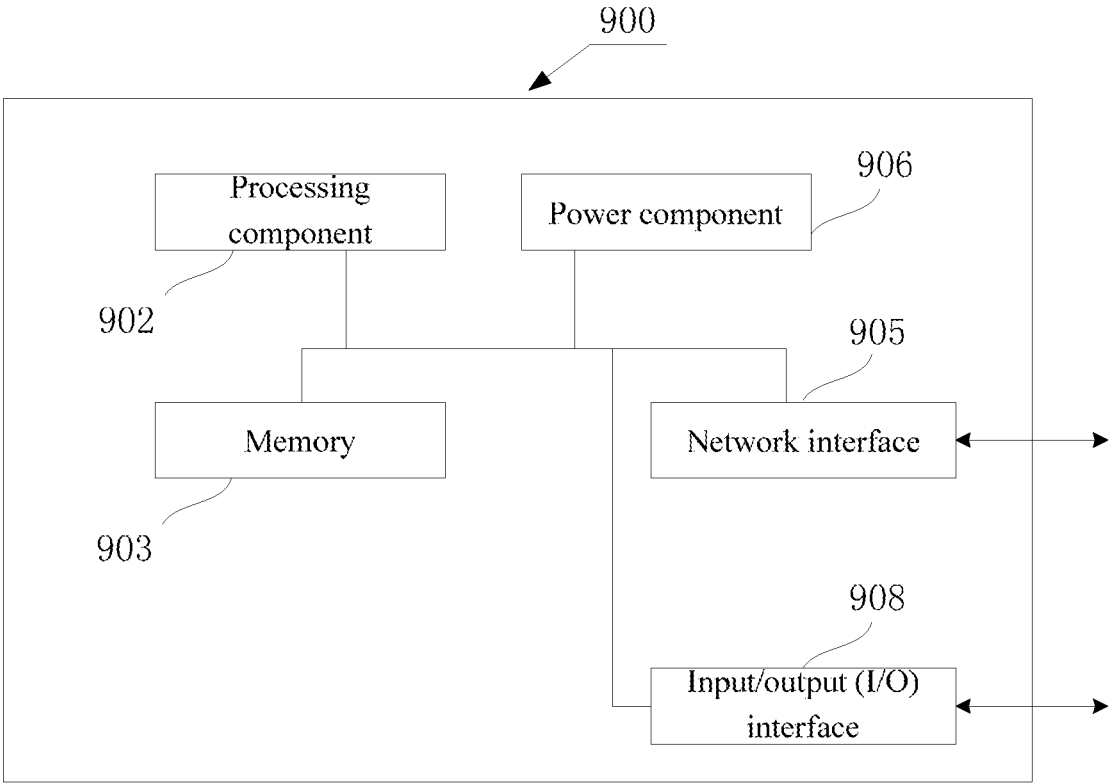 900
Processing
component
Power component
906
902
905
Memory
Network interface
903
908
Input/output (I/O)
interface